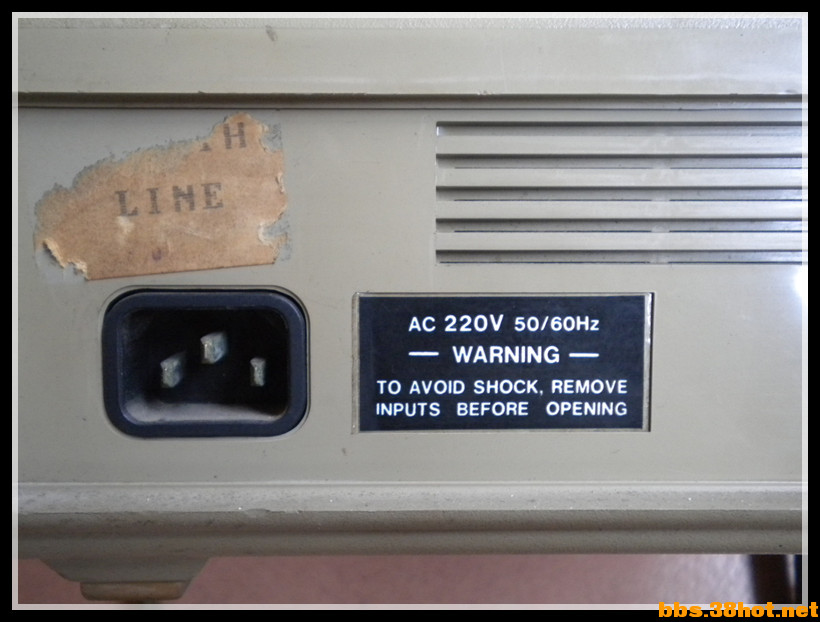 H
LINE
AC 220V 50/60Hz
— WARNING —
TO AVOID SHOCK, REMOVE
INPUTS BEFORE OPENING
bbs.38hot.net